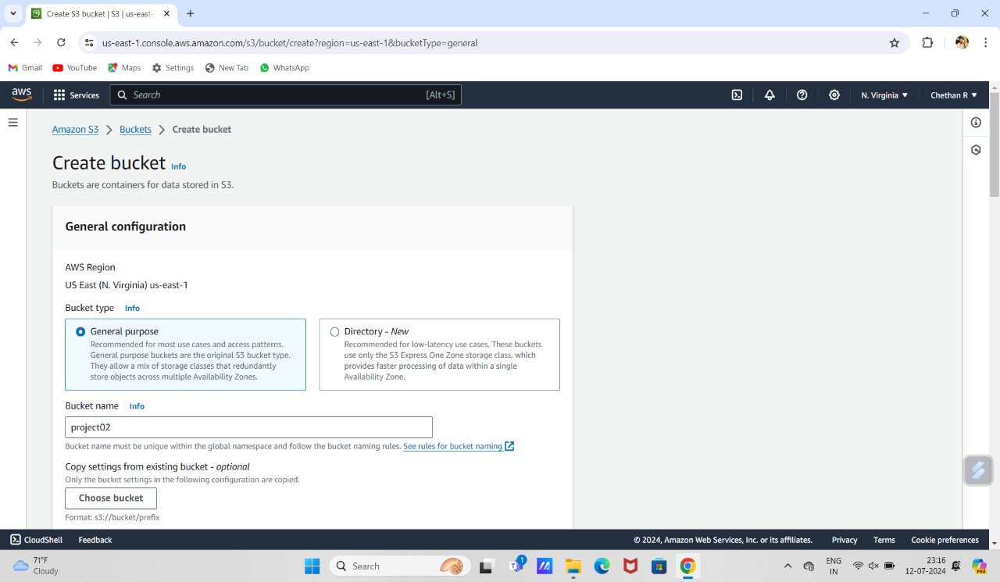 Create S3 bucket | S3 | us-east-
us-east-1.console.aws.amazon.com/s3/bucket/create?region=us-east-1&bucketType=general
Gmail YouTube Maps Settings New Tab WhatsApp
aws Services Search [Alt+S] N. Virginia Chethan R
Amazon S3 Buckets Create bucket
Create bucket Info
Buckets are containers for data stored in S3.
General configuration
AWS Region
US East (N. Virginia) us-east-1
Bucket type Info
General purpose
Recommended for most use cases and access patterns.
General purpose buckets are the original S3 bucket type.
They allow a mix of storage classes that redundantly
store objects across multiple Availability Zones.
Directory - New
Recommended for low-latency use cases. These buckets
use only the S3 Express One Zone storage class, which
provides faster processing of data within a single
Availability Zone.
Bucket name Info
project02
Bucket name must be unique within the global namespace and follow the bucket naming rules. See rules for bucket naming
Copy settings from existing bucket - optional
Only the bucket settings in the following configuration are copied.
Choose bucket
Format: s3://bucket/prefix
CloudShell Feedback © 2024, Amazon Web Services, Inc. or its affiliates. Privacy Terms Cookie preferences
71°F
Cloudy
Search
1
ENG
IN
23:16
12-07-2024
PRE